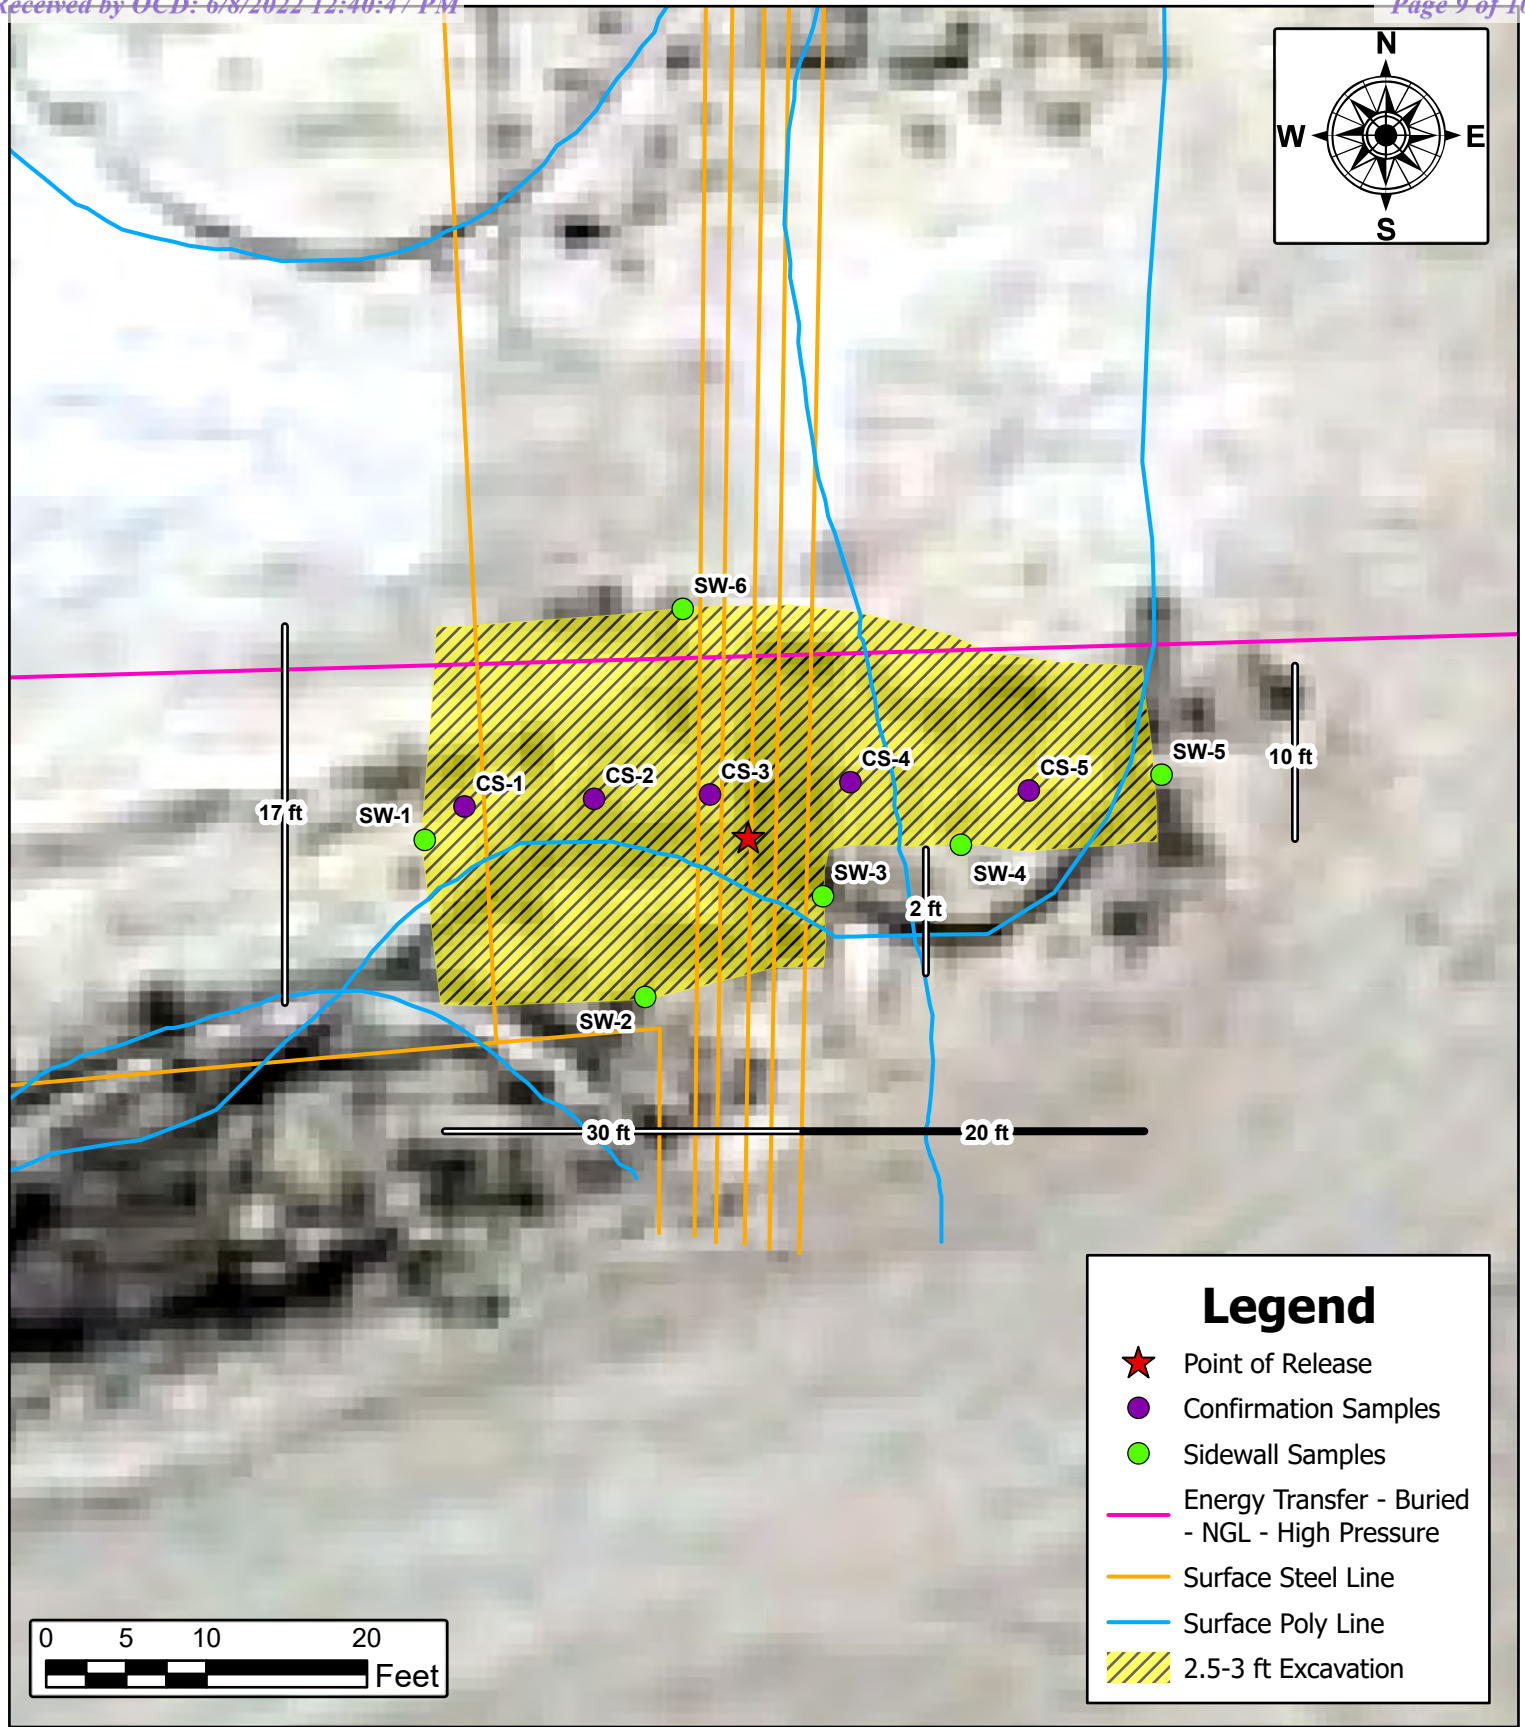 Received by OCD: 6/8/2022 12:40:47 PM
Page 9 of 10
N
W
E
S
SW-6
SW-5
CS-4
10 ft
CS-5
CS-3
CS-2
CS-1
17 ft
SW-1
SW-3
SW-4
2 ft
SW-2
30 ft
20 ft
Legend
Point of Release
Confirmation Samples
Sidewall Samples
Energy Transfer - Buried
- NGL - High Pressure
Surface Steel Line
Surface Poly Line
2.5-3 ft Excavation
0 5 10 20
Feet